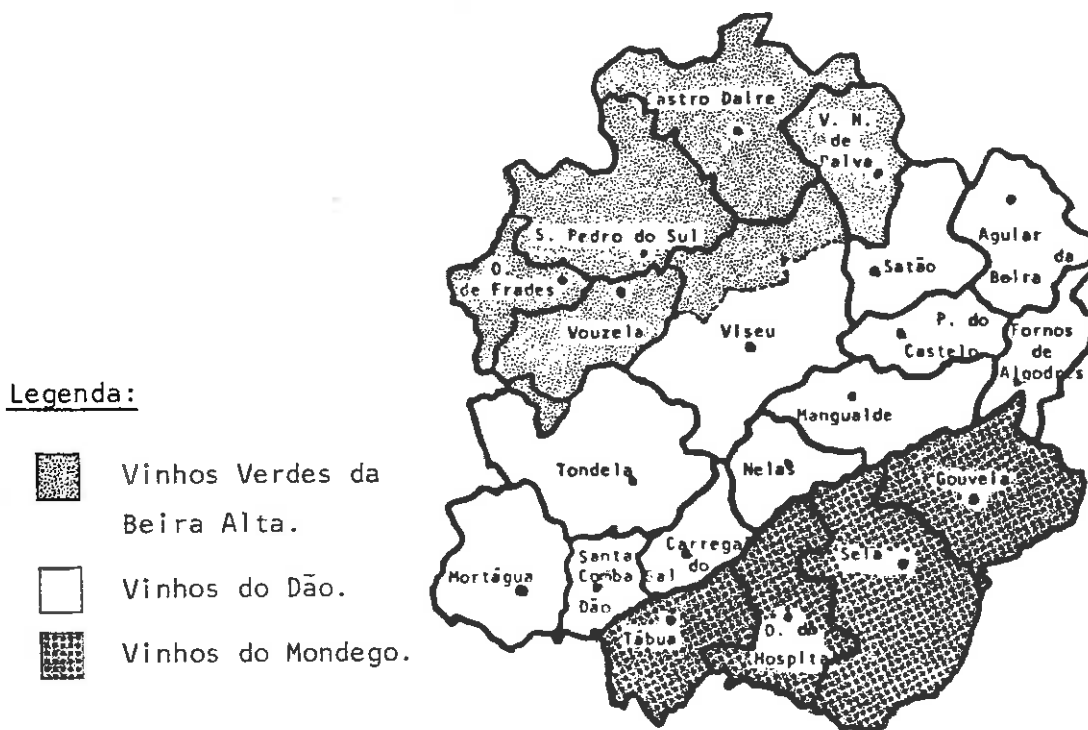 Castro Daire
V. N.
de
Paiva
S. Pedro do Sul
O.
de Frades
Vouzela
Viseu
Satão
Aguiar
da
Beira
P. do
Castelo
Fornos
de
Algodres
Mangualde
Legenda:
Vinhos Verdes da
Beira Alta.
Vinhos do Dão.
Vinhos do Mondego.
Tondela
Nelas
Gouveia
Mortágua
Santa
Comba
Dão
Carregal
do
Sal
Seia
Tábua
O. do
Hospital